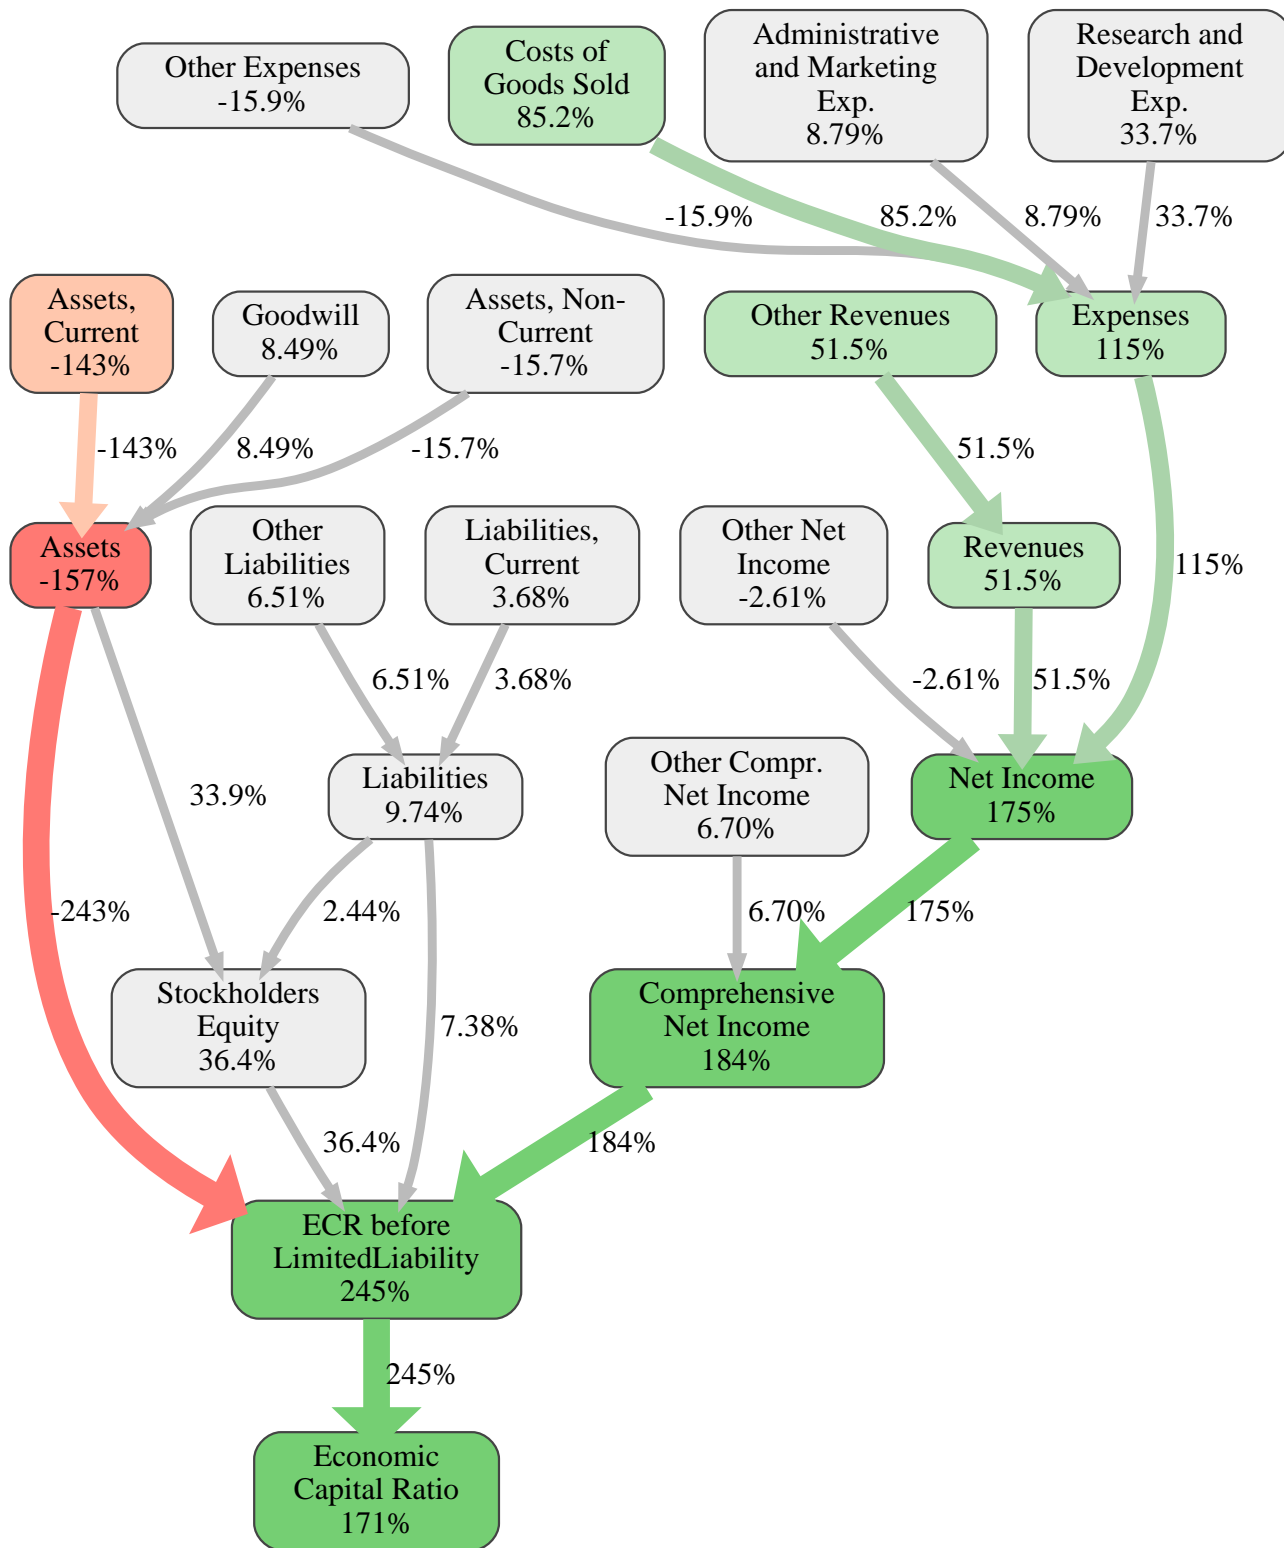 Other Expenses
-15.9%
Costs of
Goods Sold
85.2%
Administrative
and Marketing
Exp.
8.79%
Research and
Development
Exp.
33.7%
-15.9%
85.2%
8.79%
33.7%
Assets,
Current
-143%
Goodwill
8.49%
Assets, Non-
Current
-15.7%
Other Revenues
51.5%
Expenses
115%
-143%
8.49%
-15.7%
51.5%
Assets
-157%
Other
Liabilities
6.51%
Liabilities,
Current
3.68%
Other Net
Income
-2.61%
Revenues
51.5%
115%
6.51%
3.68%
-2.61%
51.5%
33.9%
Liabilities
9.74%
Other Compr.
Net Income
6.70%
Net Income
175%
-243%
2.44%
6.70%
175%
Stockholders
Equity
36.4%
7.38%
Comprehensive
Net Income
184%
36.4%
184%
ECR before
LimitedLiability
245%
245%
Economic
Capital Ratio
171%